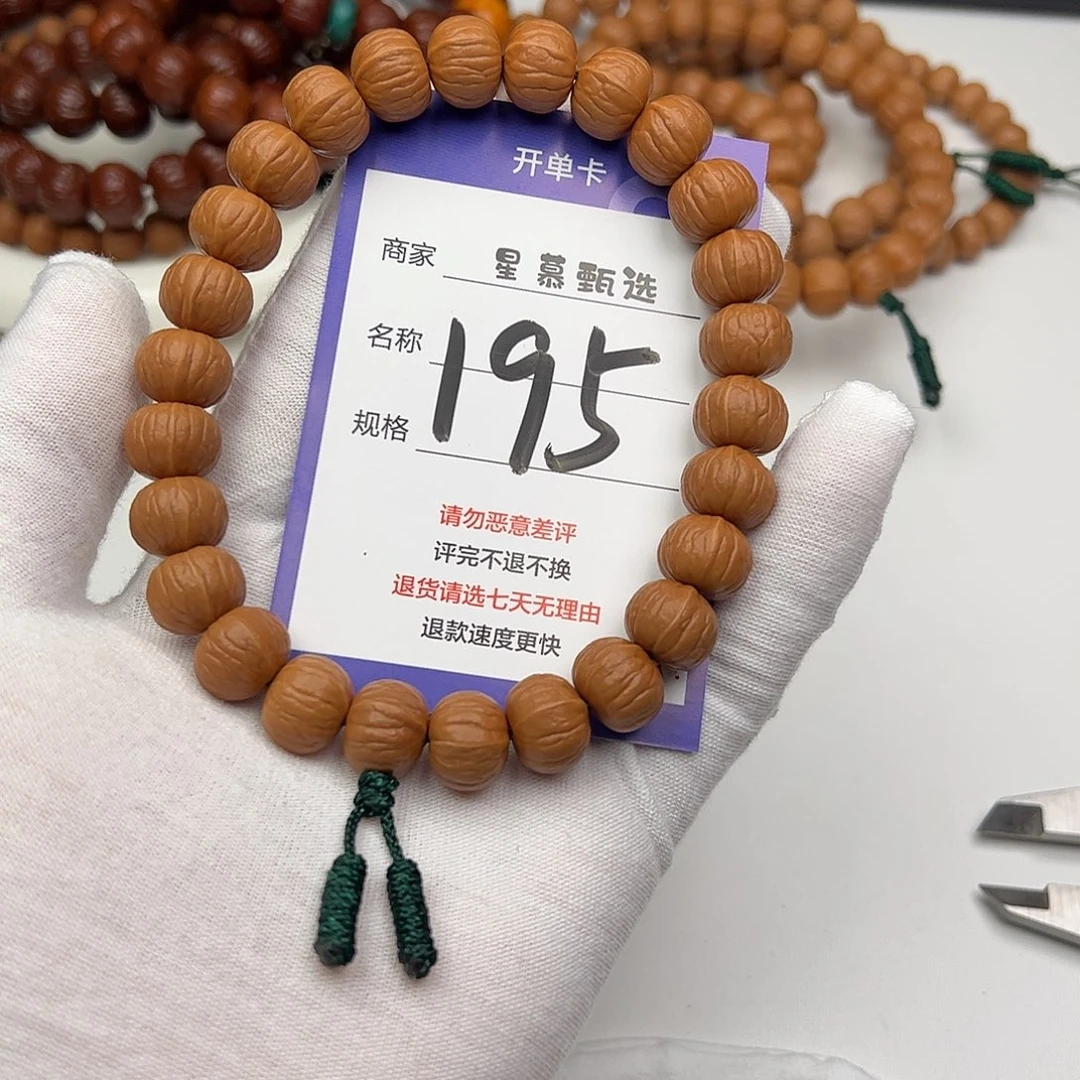 开单卡
商家 星慕甄选
名称 195
规格
请勿恶意差评
评完不退不换
退货请选七天无理由
退款速度更快